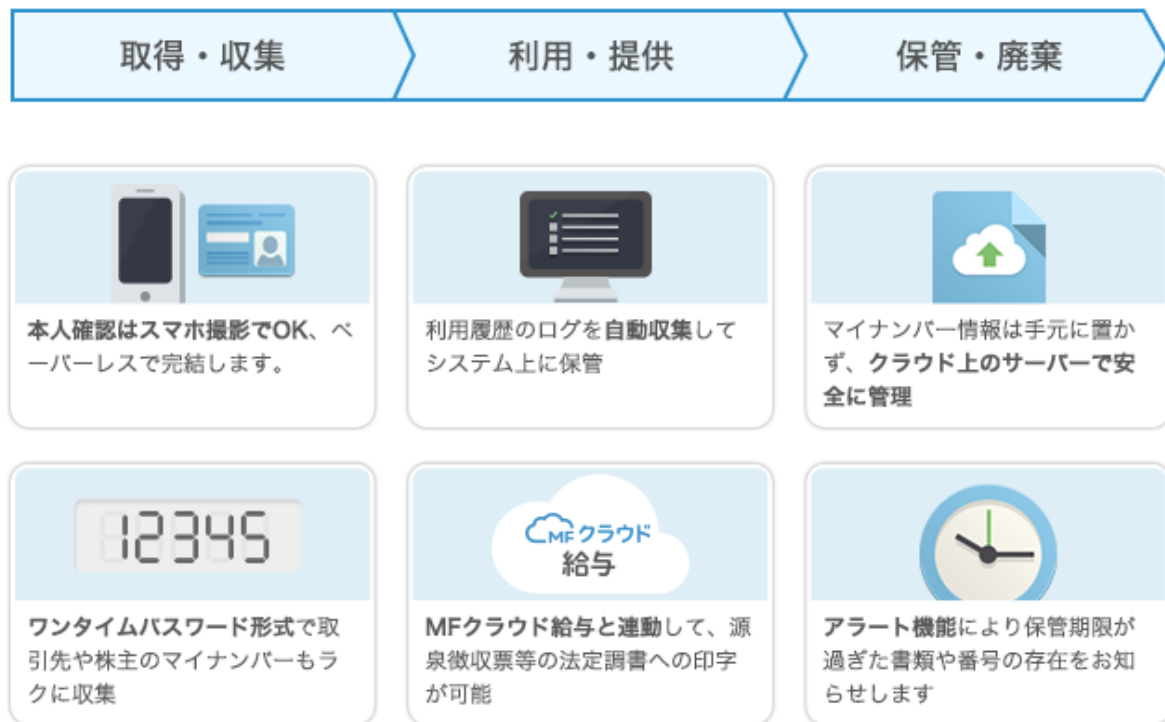 取得・収集
利用・提供
保管・廃棄
本人確認はスマホ撮影でOK、ペ
ーパーレスで完結します。
利用履歴のログを自動収集して
システム上に保管
マイナンバー情報は手元に置か
ず、クラウド上のサーバーで安
全に管理
12345
ワンタイムパスワード形式で取
引先や株主のマイナンバーもラ
クに収集
MFクラウド
給与
MFクラウド給与と連動して、源
泉徴収票等の法定調書への印字
が可能
アラート機能により保管期限が
過ぎた書類や番号の存在をお知
らせします